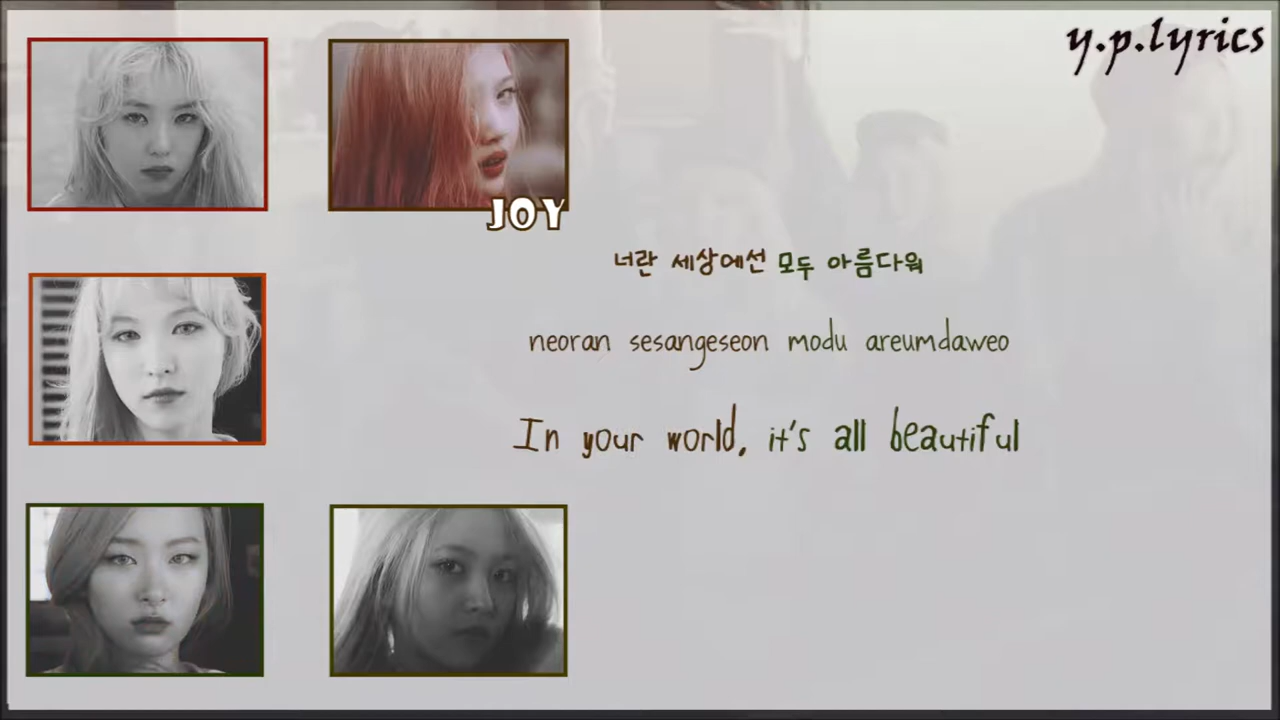 y.p.lyrics
JOY
너란 세상에선 모두 아름다워
neoran sesangeseon modu areumdaweo
In your world, it's all beautiful